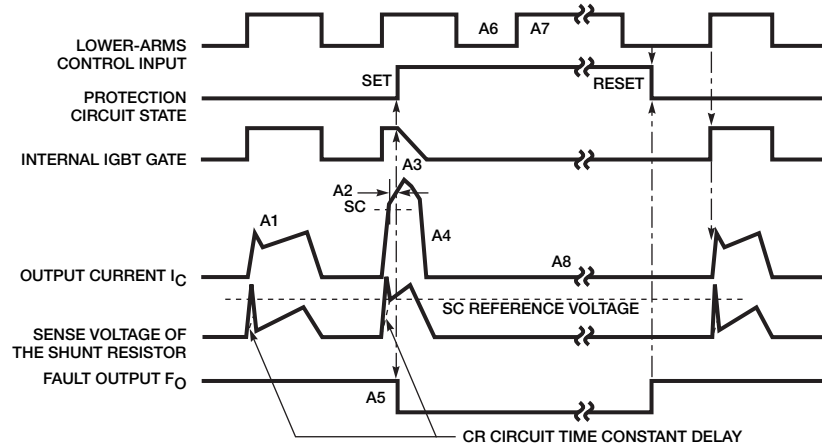 LOWER-ARMS
CONTROL INPUT
A6
A7
SET
RESET
PROTECTION
CIRCUIT STATE
INTERNAL IGBT GATE
A3
A2
SC
A1
A4
A8
OUTPUT CURRENT IC
SC REFERENCE VOLTAGE
SENSE VOLTAGE OF
THE SHUNT RESISTOR
FAULT OUTPUT FO
A5
CR CIRCUIT TIME CONSTANT DELAY